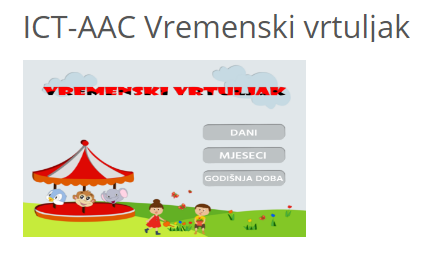 ICT-AAC Vremenski vrtuljak
VREMENSKI VRTULJAK
DANI
MJESECI
GODIŠNJA DOBA